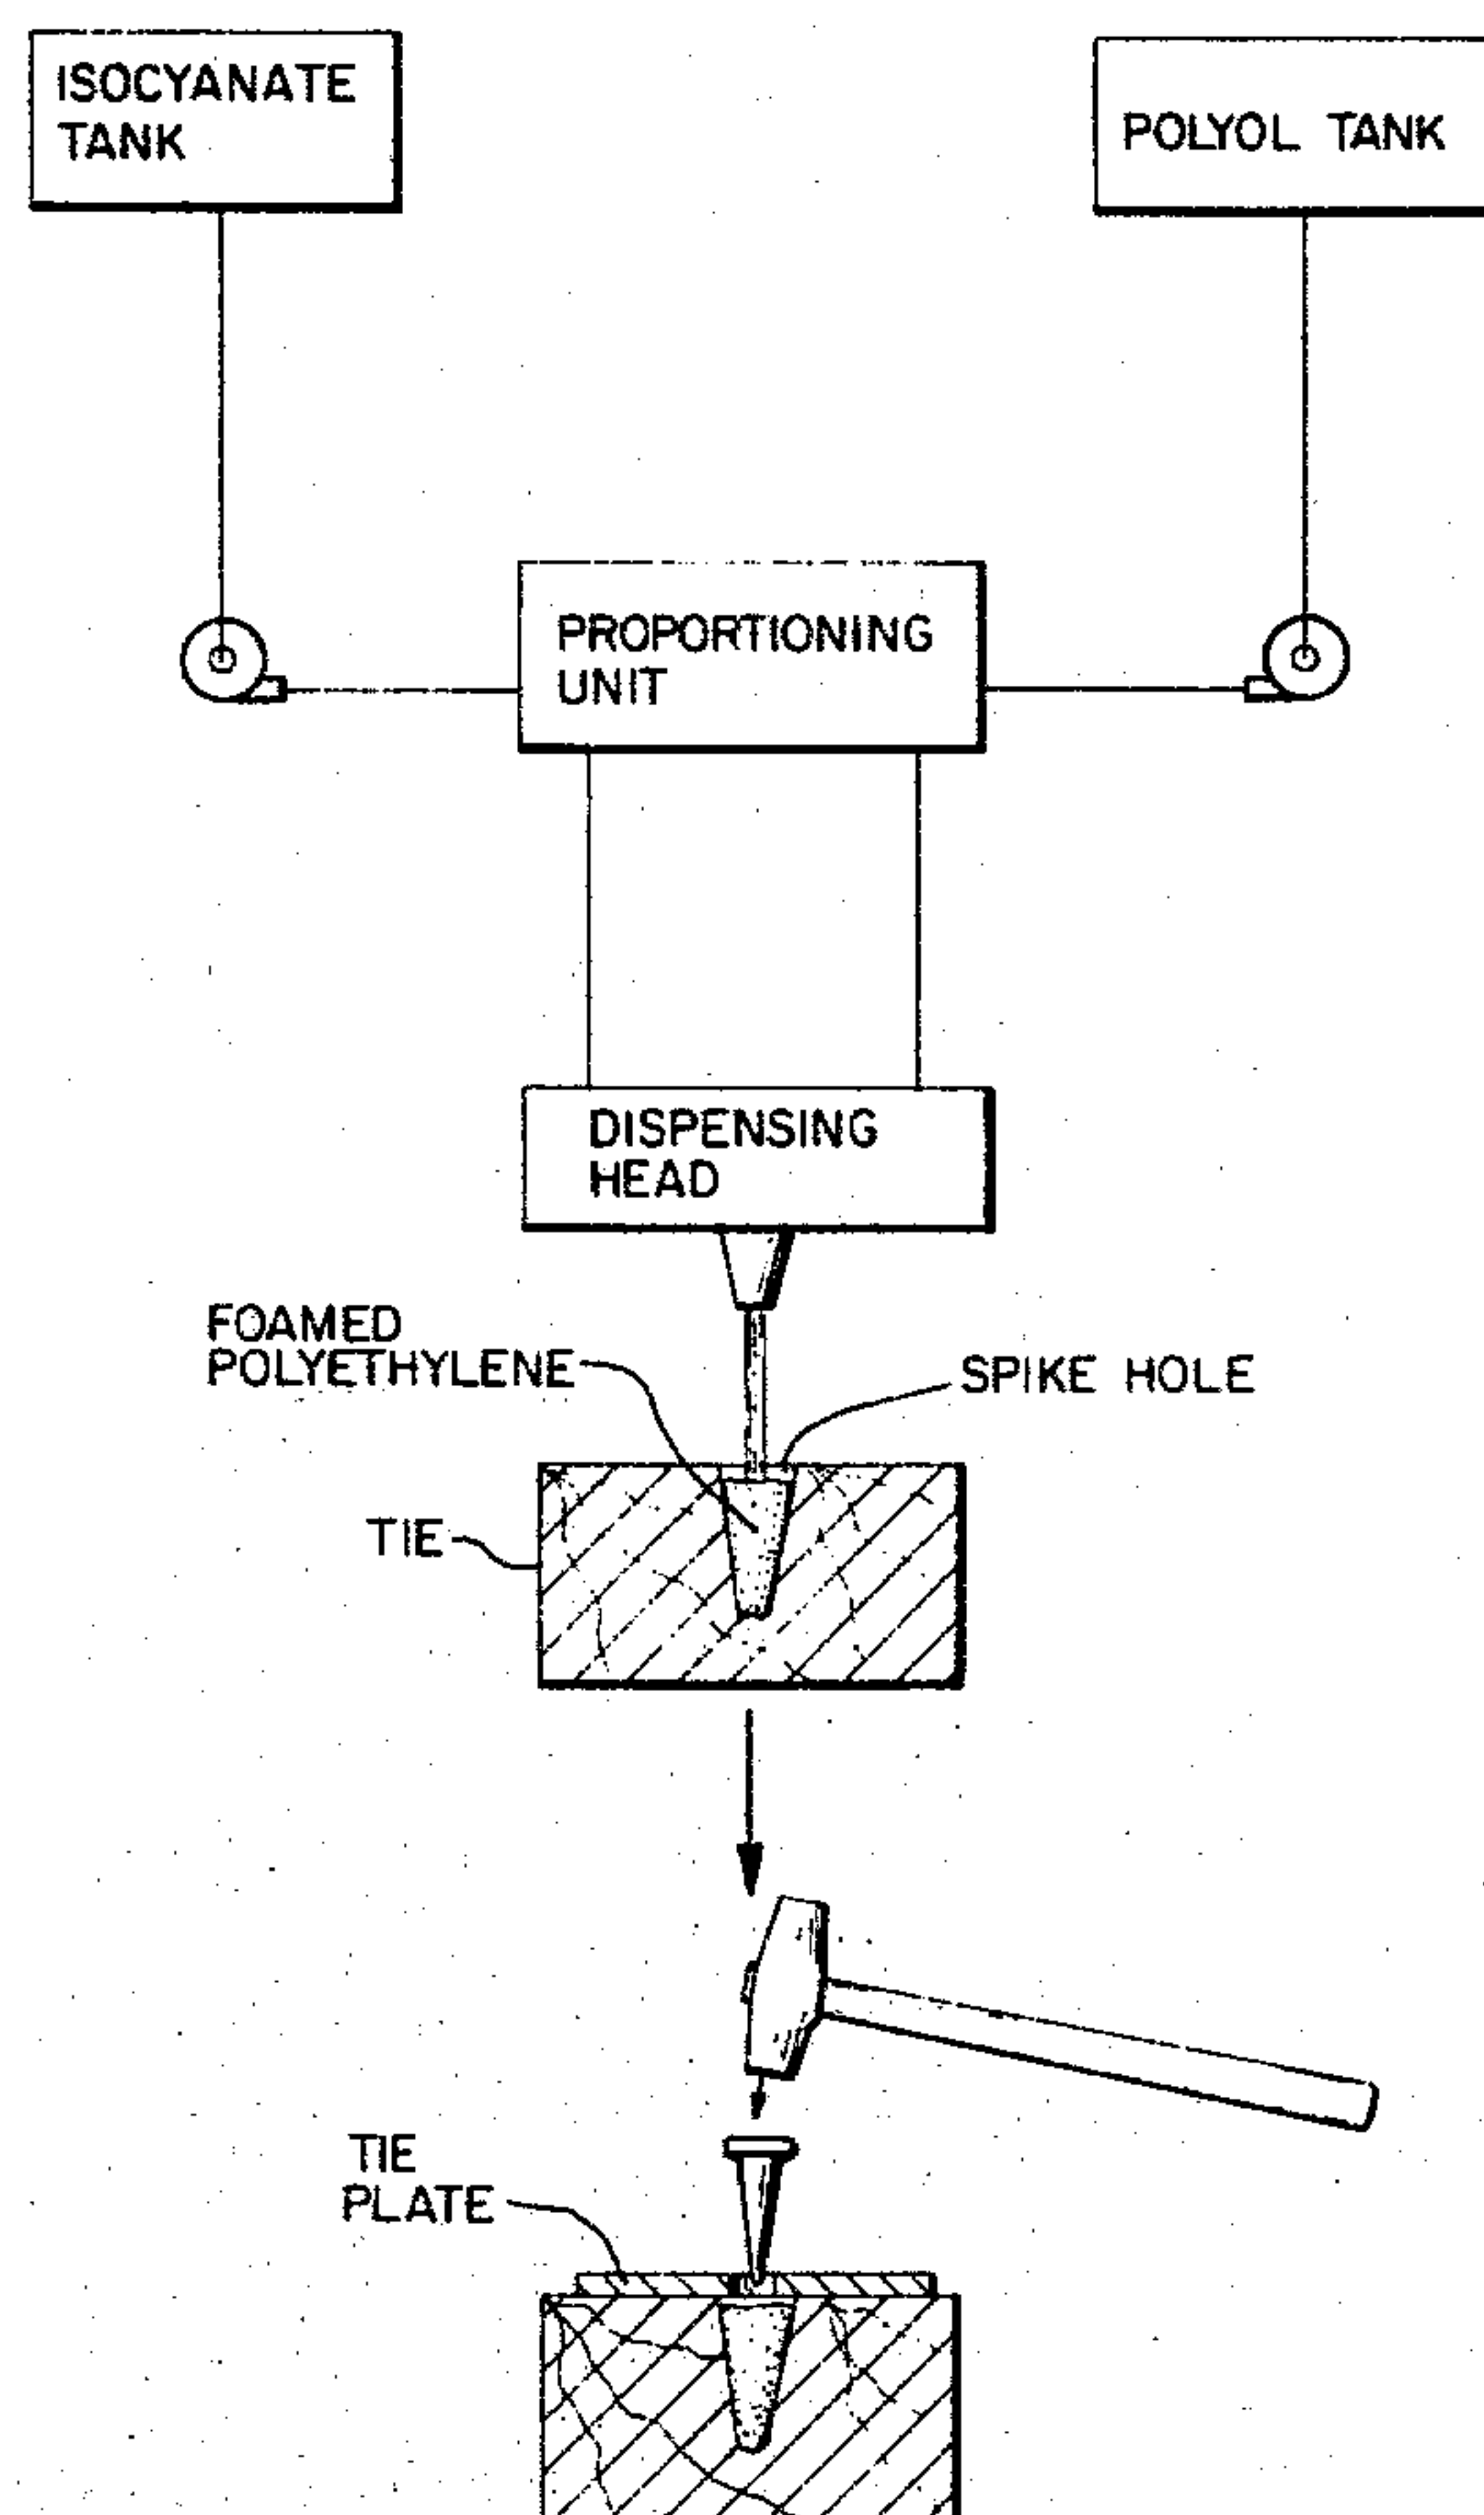 ISOCYANATE
TANK
POLYOL TANK
PROPORTIONING
UNIT
DISPENSING
HEAD
FOAMED
POLYETHYLENE
SPIKE HOLE
TIE
TIE
PLATE